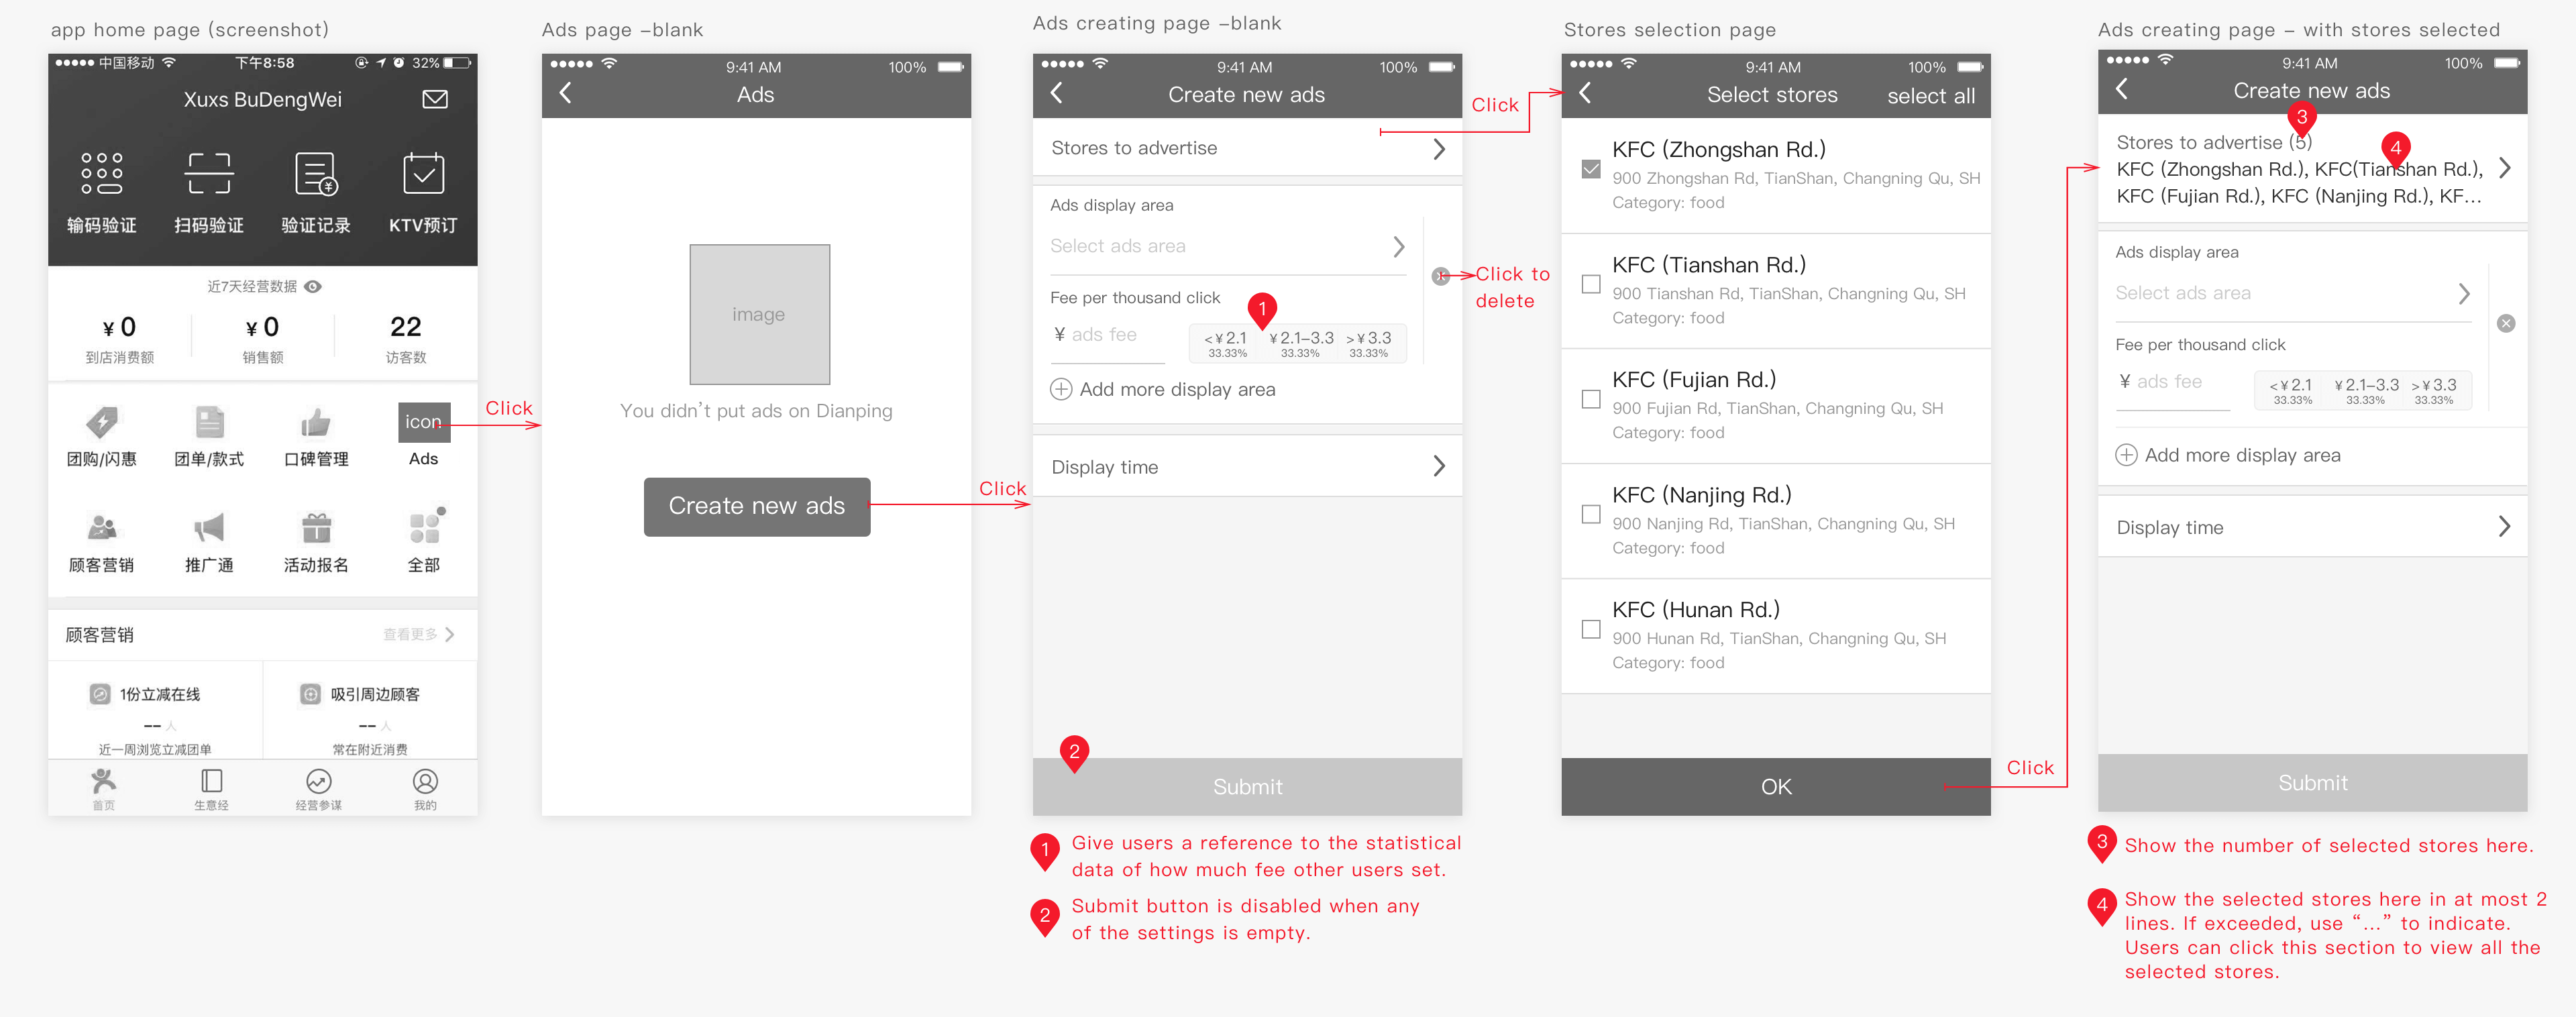 app home page (screenshot)
中国移动 下午8:58 32%
Xuxs BuDengWei
输码验证 扫码验证 验证记录 KTV预订
近7天经营数据
¥ 0 ¥ 0 22
到店消费额 销售额 访客数
icon
团购/闪惠 团单/款式 口碑管理 Ads
顾客营销 推广通 活动报名 全部
顾客营销 查看更多
1份立减在线 吸引周边顾客
-- 人 -- 人
近一周浏览立减团单 常在附近消费
首页 生意经 经营参谋 我的
Click
Ads page –blank
9:41 AM 100%
Ads
image
You didn't put ads on Dianping
Create new ads
Click
Ads creating page –blank
9:41 AM 100%
Create new ads
Stores to advertise
Ads display area
Select ads area
Fee per thousand click
1
¥ ads fee
<¥2.1 ¥2.1–3.3 >¥3.3
33.33% 33.33% 33.33%
Add more display area
Display time
2
Submit
Click
Click to
delete
1 Give users a reference to the statistical
data of how much fee other users set.
2 Submit button is disabled when any
of the settings is empty.
Stores selection page
9:41 AM 100%
Select stores select all
KFC (Zhongshan Rd.)
900 Zhongshan Rd, TianShan, Changning Qu, SH
Category: food
KFC (Tianshan Rd.)
900 Tianshan Rd, TianShan, Changning Qu, SH
Category: food
KFC (Fujian Rd.)
900 Fujian Rd, TianShan, Changning Qu, SH
Category: food
KFC (Nanjing Rd.)
900 Nanjing Rd, TianShan, Changning Qu, SH
Category: food
KFC (Hunan Rd.)
900 Hunan Rd, TianShan, Changning Qu, SH
Category: food
OK
Click
Ads creating page – with stores selected
9:41 AM 100%
Create new ads
3
Stores to advertise (5)
4
KFC (Zhongshan Rd.), KFC(Tianshan Rd.),
KFC (Fujian Rd.), KFC (Nanjing Rd.), KF...
Ads display area
Select ads area
Fee per thousand click
¥ ads fee
<¥2.1 ¥2.1–3.3 >¥3.3
33.33% 33.33% 33.33%
Add more display area
Display time
Submit
3 Show the number of selected stores here.
4 Show the selected stores here in at most 2
lines. If exceeded, use “...” to indicate.
Users can click this section to view all the
selected stores.